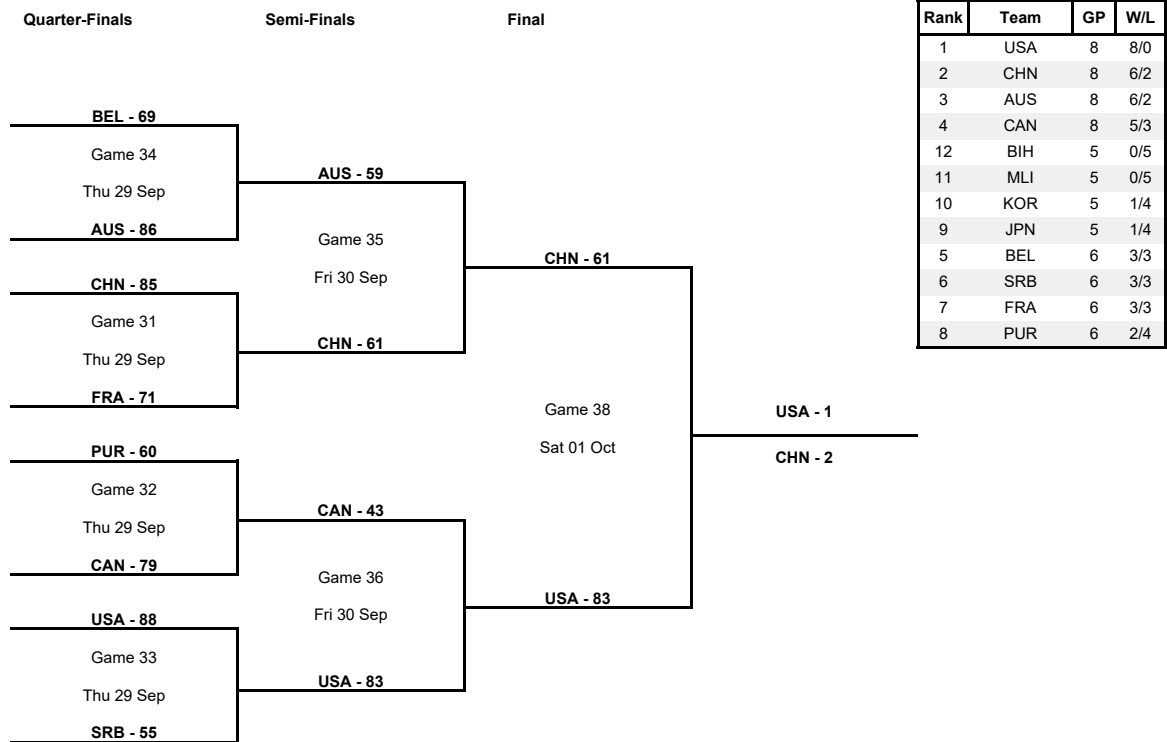 Quarter-Finals Semi-Finals Final
BEL - 69
Game 34
Thu 29 Sep
AUS - 86
CHN - 85
Game 31
Thu 29 Sep
FRA - 71
PUR - 60
Game 32
Thu 29 Sep
CAN - 79
USA - 88
Game 33
Thu 29 Sep
SRB - 55
AUS - 59
Game 35
Fri 30 Sep
CHN - 61
CAN - 43
Game 36
Fri 30 Sep
USA - 83
CHN - 61
Game 38
Sat 01 Oct
USA - 83
USA - 1
CHN - 2
Rank Team GP W/L
1 USA 8 8/0
2 CHN 8 6/2
3 AUS 8 6/2
4 CAN 8 5/3
12 BIH 5 0/5
11 MLI 5 0/5
10 KOR 5 1/4
9 JPN 5 1/4
5 BEL 6 3/3
6 SRB 6 3/3
7 FRA 6 3/3
8 PUR 6 2/4